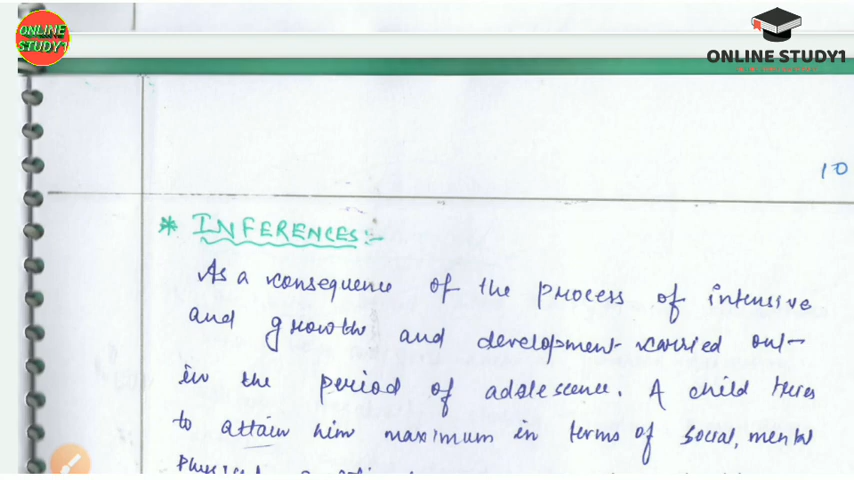 ONLINE
STUDY1
ONLINE STUDY1
10
* INFERENCES:-
As a consequence of the process of intensive
and growth and development carried out
in the period of adolescence. A child tries
to attain him maximum in terms of social, mental
Physical